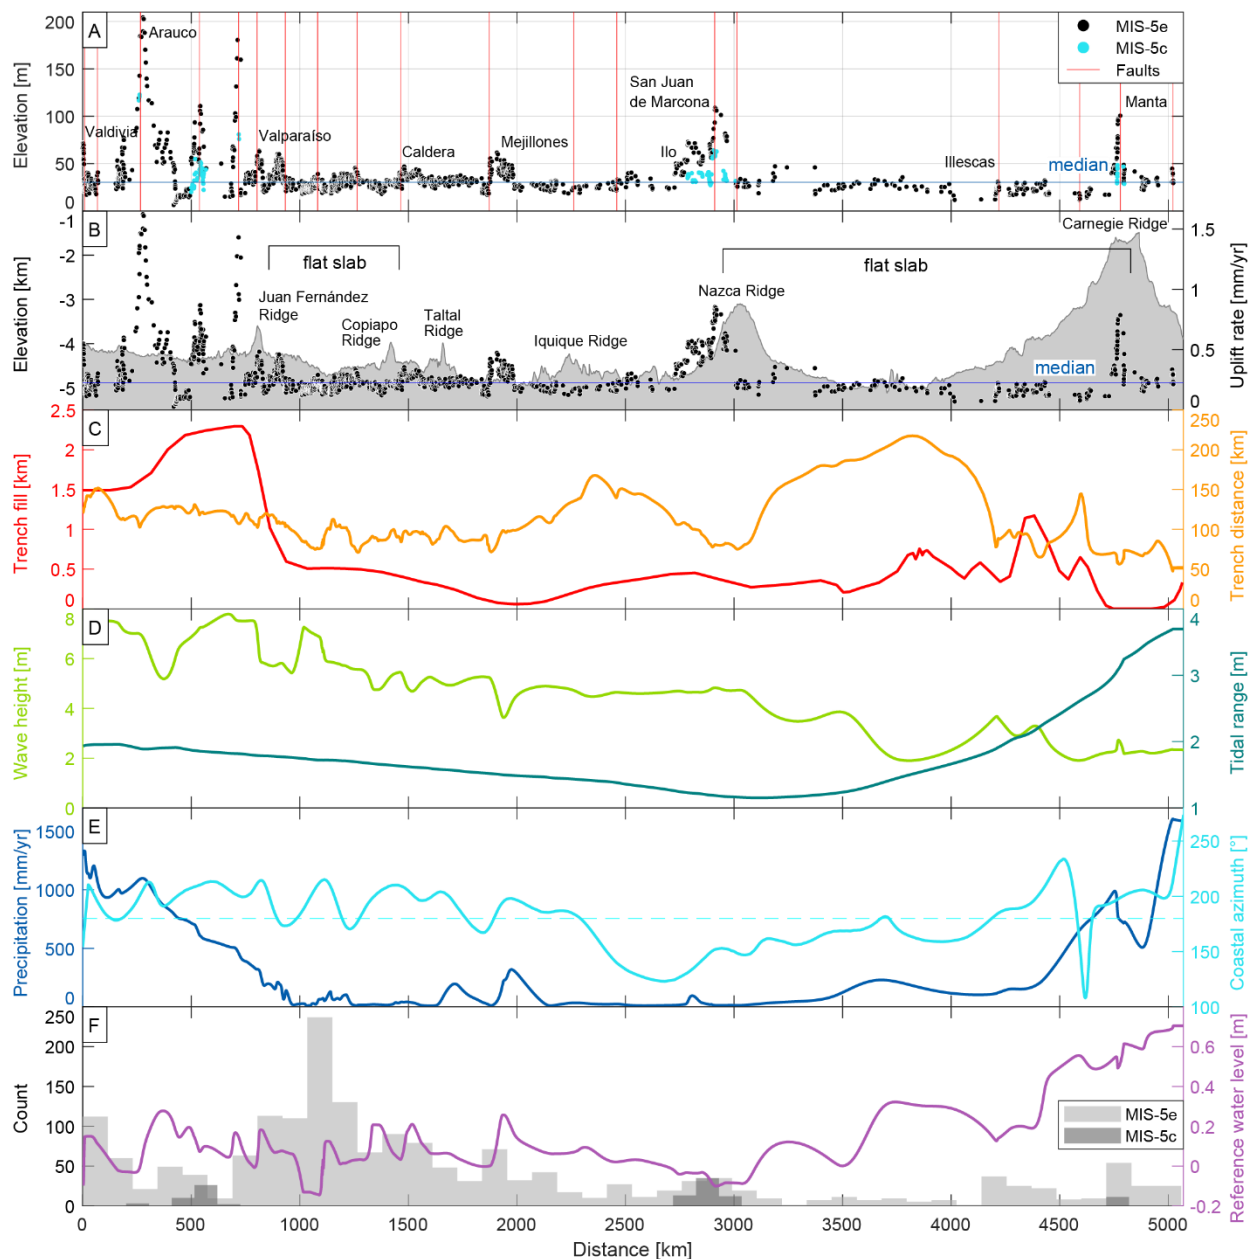 A
Elevation [m]
200
150
100
50
0
Arauco
Valdivia
Valparaíso
Caldera
Mejillones
Ilo
San Juan
de Marcona
Illescas
Manta
median
MIS-5e
MIS-5c
Faults
B
Elevation [km]
-1
-2
-3
-4
-5
flat slab
flat slab
Juan Fernández
Ridge
Copiapo
Ridge
Taltal
Ridge
Iquique Ridge
Nazca Ridge
Carnegie Ridge
median
1.5
1
0.5
0
Uplift rate [mm/yr]
C
Trench fill [km]
2.5
2
1.5
1
0.5
0
250
200
150
100
50
0
Trench distance [km]
D
Wave height [m]
8
6
4
2
0
4
3
2
1
Tidal range [m]
E
Precipitation [mm/yr]
1500
1000
500
0
250
200
150
100
Coastal azimuth [°]
F
Count
250
200
150
100
50
0
MIS-5e
MIS-5c
0.6
0.4
0.2
0
-0.2
Reference water level [m]
0 500 1000 1500 2000 2500 3000 3500 4000 4500 5000
Distance [km]